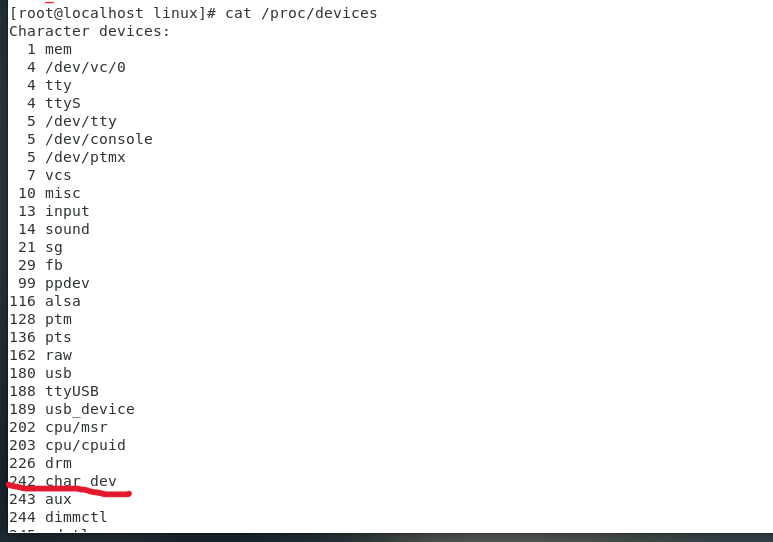 [root@localhost linux]# cat /proc/devices
Character devices:
  1 mem
  4 /dev/vc/0
  4 tty
  4 ttyS
  5 /dev/tty
  5 /dev/console
  5 /dev/ptmx
  7 vcs
 10 misc
 13 input
 14 sound
 21 sg
 29 fb
 99 ppdev
116 alsa
128 ptm
136 pts
162 raw
180 usb
188 ttyUSB
189 usb_device
202 cpu/msr
203 cpu/cpuid
226 drm
242 char_dev
243 aux
244 dimmctl